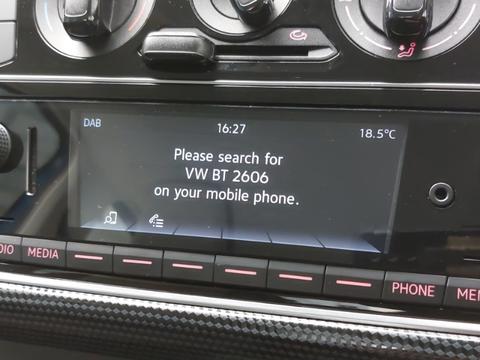 DAB 16:27 18.5°C
Please search for
VW BT 2606
on your mobile phone.
MEDIA PHONE